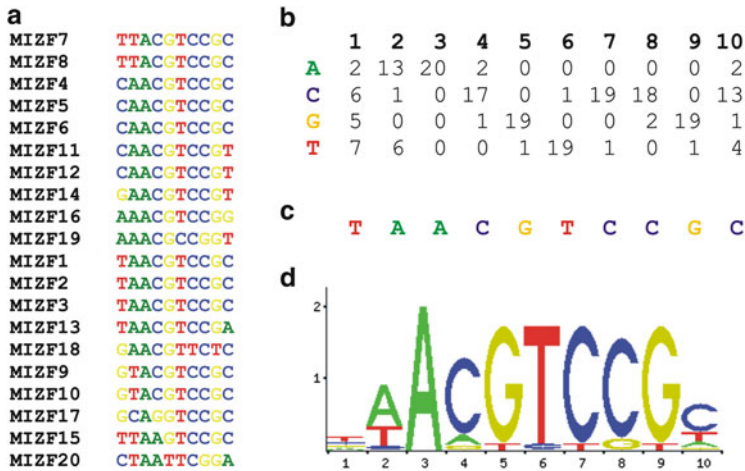 a
MIZF7 TTACGTCCGC
MIZF8 TTACGTCCGC
MIZF4 CAACGTCCGC
MIZF5 CAACGTCCGC
MIZF6 CAACGTCCGC
MIZF11 CAACGTCCGT
MIZF12 CAACGTCCGC
MIZF14 GAACGTCCGT
MIZF16 AAACGTCCGG
MIZF19 AAACGCCGGT
MIZF1 TAACGTCCGC
MIZF2 TAACGTCCGC
MIZF3 TAACGTCCGC
MIZF13 TAACGTCCGA
MIZF18 GAACGTTCTC
MIZF9 GTACGTCCGC
MIZF10 GTACGTCCGC
MIZF17 GCAGGTCCGC
MIZF15 TTAAGTCCGC
MIZF20 CTAATTCGGA
b
1 2 3 4 5 6 7 8 9 10
A 2 13 20 2 0 0 0 0 0 2
C 6 1 0 17 0 1 19 18 0 13
G 5 0 0 1 19 0 0 2 19 1
T 7 6 0 0 1 19 1 0 1 4
c
T A A C G T C C G C
d
2
1
A T A C A G T C C G C T A
1 2 3 4 5 6 7 8 9 10